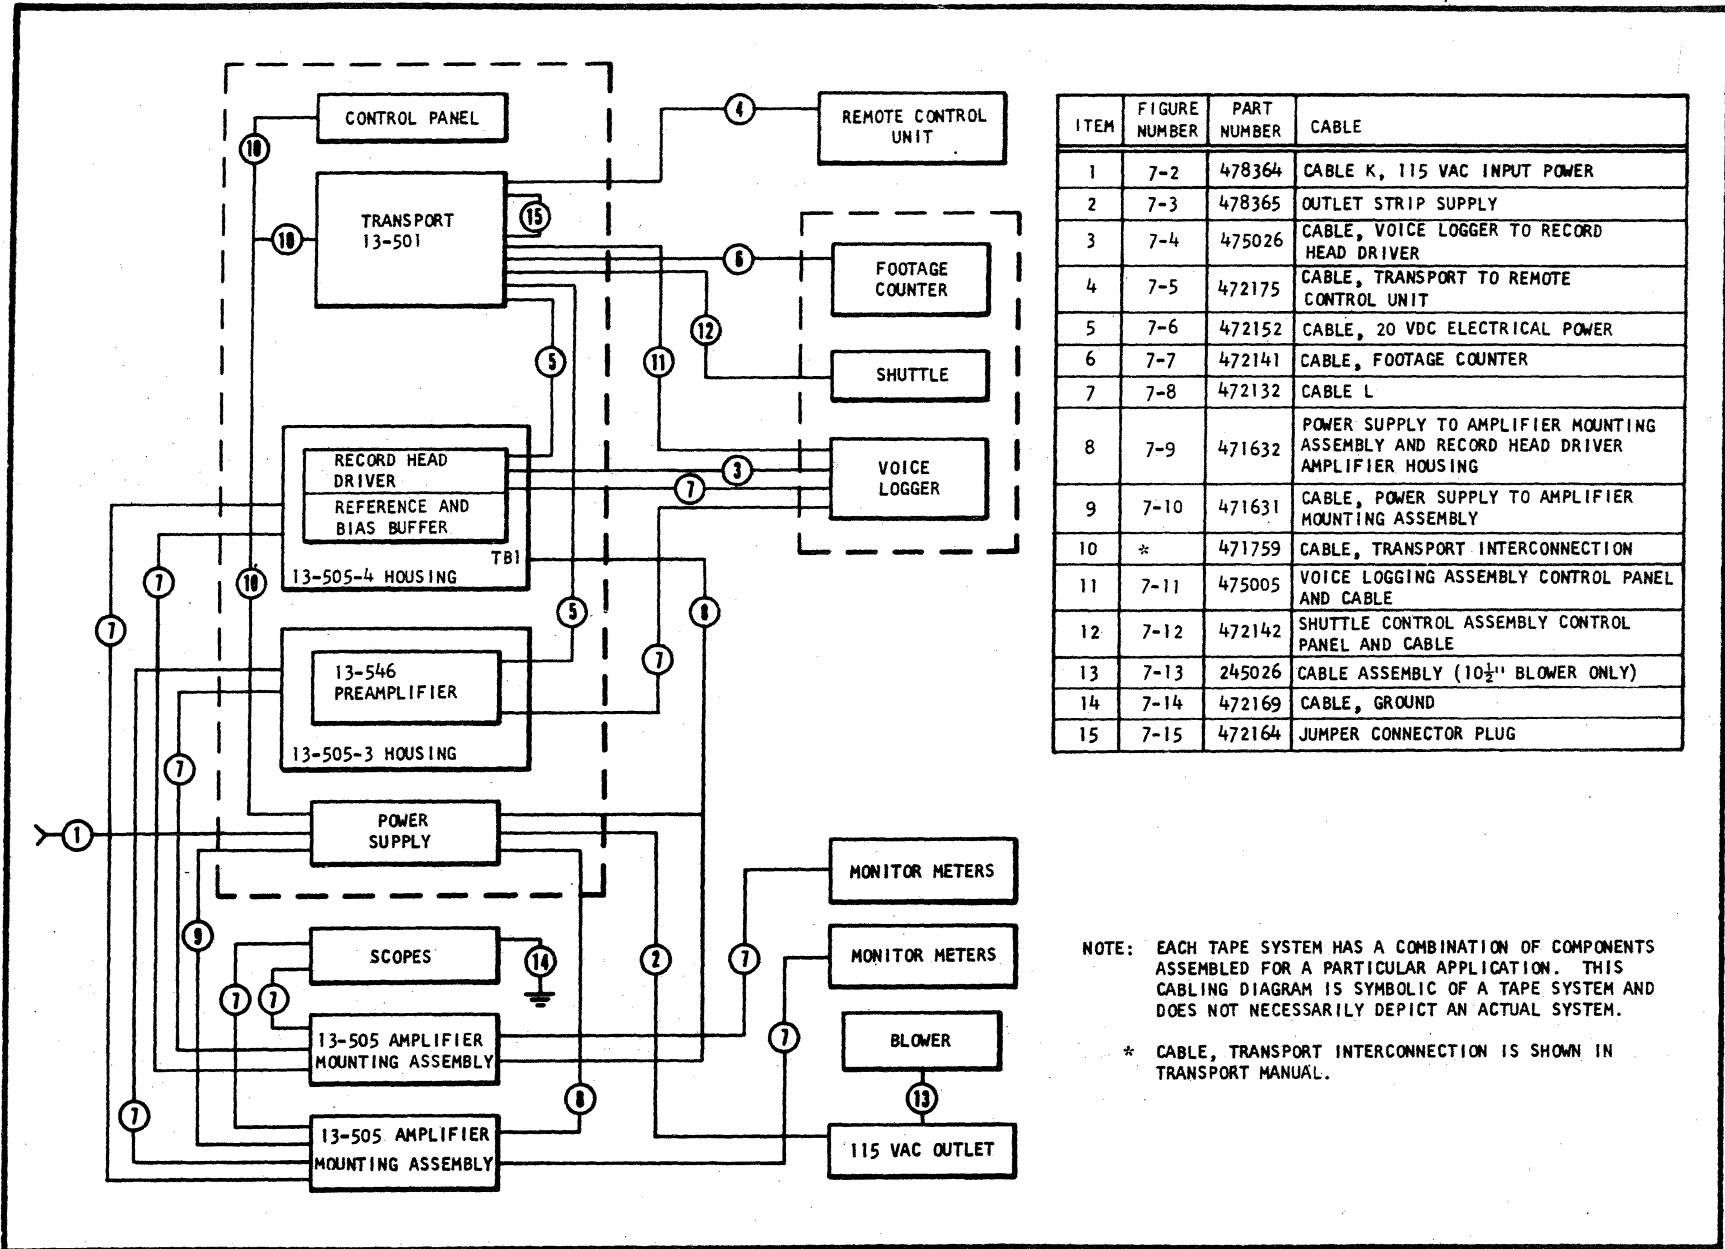 CONTROL PANEL
10
TRANSPORT
13-501
10
15
4
REMOTE CONTROL
UNIT
6
FOOTAGE
COUNTER
12
SHUTTLE
5
11
RECORD HEAD
DRIVER
REFERENCE AND
BIAS BUFFER
TB1
13-505-4 HOUSING
3
7
VOICE
LOGGER
7
10
7
5
8
7
13-546
PREAMPLIFIER
13-505-3 HOUSING
7
1
POWER
SUPPLY
9
SCOPES
14
7
7
2
7
MONITOR METERS
MONITOR METERS
13-505 AMPLIFIER
MOUNTING ASSEMBLY
7
BLOWER
7
8
13
13-505 AMPLIFIER
MOUNTING ASSEMBLY
115 VAC OUTLET
ITEM FIGURE NUMBER PART NUMBER CABLE
1 7-2 478364 CABLE K, 115 VAC INPUT POWER
2 7-3 478365 OUTLET STRIP SUPPLY
3 7-4 475026 CABLE, VOICE LOGGER TO RECORD
HEAD DRIVER
4 7-5 472175 CABLE, TRANSPORT TO REMOTE
CONTROL UNIT
5 7-6 472152 CABLE, 20 VDC ELECTRICAL POWER
6 7-7 472141 CABLE, FOOTAGE COUNTER
7 7-8 472132 CABLE L
8 7-9 471632 POWER SUPPLY TO AMPLIFIER MOUNTING
ASSEMBLY AND RECORD HEAD DRIVER
AMPLIFIER HOUSING
9 7-10 471631 CABLE, POWER SUPPLY TO AMPLIFIER
MOUNTING ASSEMBLY
10 * 471759 CABLE, TRANSPORT INTERCONNECTION
11 7-11 475005 VOICE LOGGING ASSEMBLY CONTROL PANEL
AND CABLE
12 7-12 472142 SHUTTLE CONTROL ASSEMBLY CONTROL
PANEL AND CABLE
13 7-13 245026 CABLE ASSEMBLY (10½" BLOWER ONLY)
14 7-14 472169 CABLE, GROUND
15 7-15 472164 JUMPER CONNECTOR PLUG
NOTE: EACH TAPE SYSTEM HAS A COMBINATION OF COMPONENTS
ASSEMBLED FOR A PARTICULAR APPLICATION. THIS
CABLING DIAGRAM IS SYMBOLIC OF A TAPE SYSTEM AND
DOES NOT NECESSARILY DEPICT AN ACTUAL SYSTEM.
* CABLE, TRANSPORT INTERCONNECTION IS SHOWN IN
TRANSPORT MANUAL.